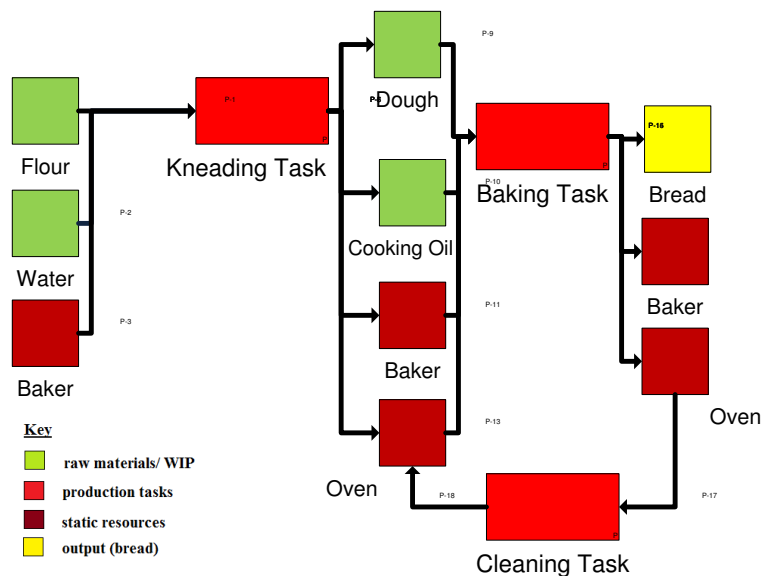 P-9
Dough
P-1
Flour
Kneading Task
P-15
Baking Task
P-10
Bread
P-2
Water
Cooking Oil
Baker
P-3
P-11
Baker
Baker
Oven
P-13
Oven
P-18
P-17
Cleaning Task
Key
raw materials/ WIP
production tasks
static resources
output (bread)